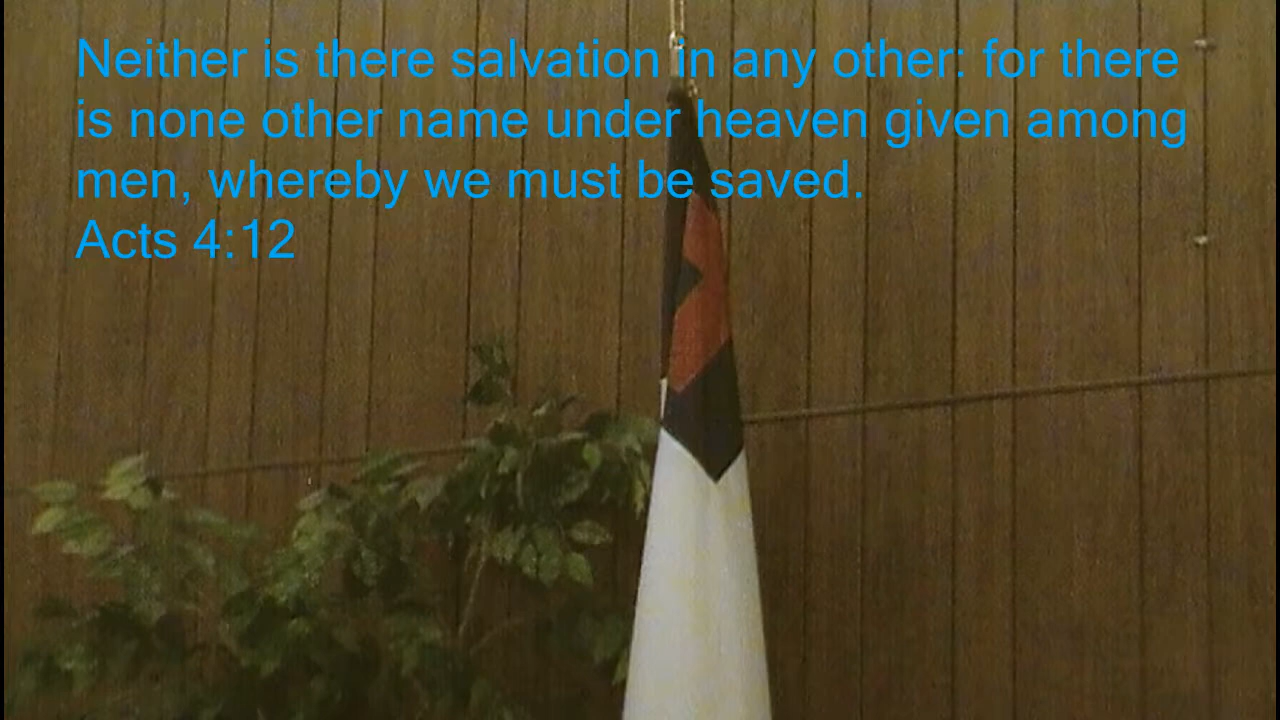 Neither is there salvation in any other: for there
is none other name under heaven given among
men, whereby we must be saved.
Acts 4:12